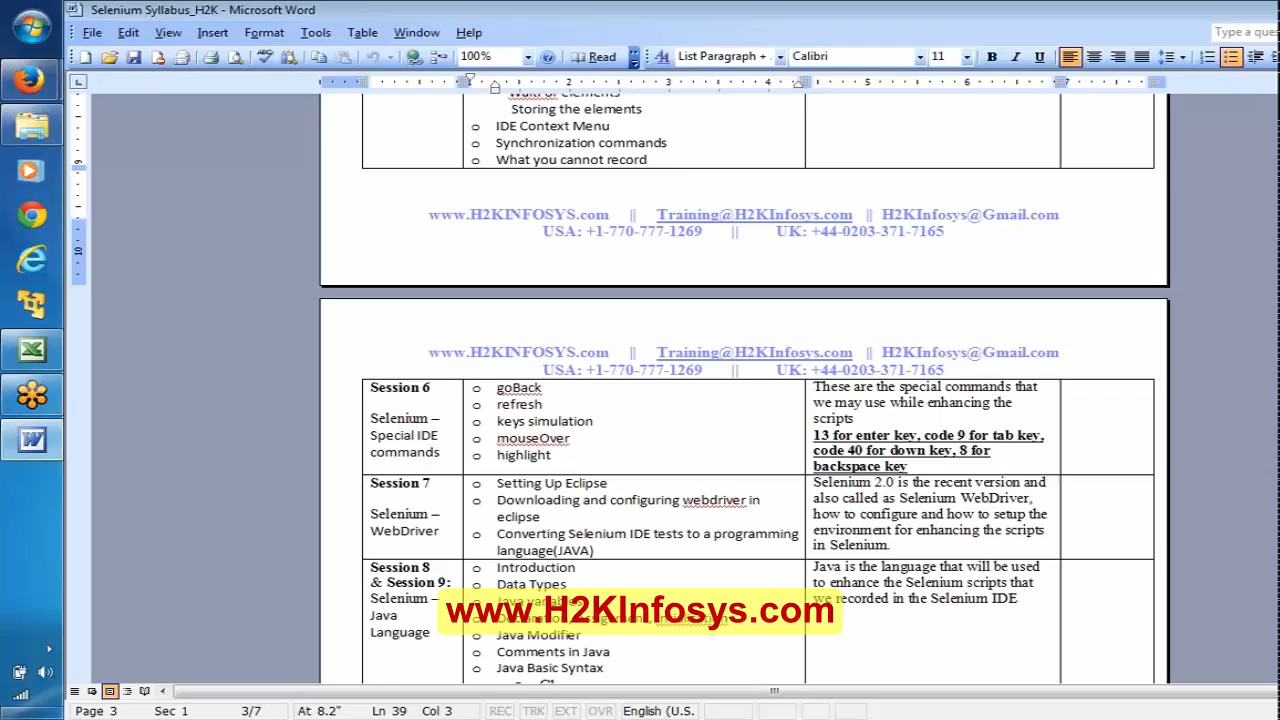 Selenium Syllabus_H2K - Microsoft Word
File Edit View Insert Format Tools Table Window Help
Type a ques
100% Read List Paragraph + Calibri 11 B I U
1 2 3 4 5 6 7
IDE Context Menu
Storing the elements
Synchronization commands
What you cannot record
www.H2KINFOSYS.com || Training@H2KInfosys.com || H2KInfosys@Gmail.com
USA: +1-770-777-1269 || UK: +44-0203-371-7165
www.H2KINFOSYS.com || Training@H2KInfosys.com || H2KInfosys@Gmail.com
USA: +1-770-777-1269 || UK: +44-0203-371-7165
Session 6
Selenium –
Special IDE
commands
o goBack
o refresh
o keys simulation
o mouseOver
o highlight
These are the special commands that
we may use while enhancing the
scripts
13 for enter key, code 9 for tab key,
code 40 for down key, 8 for
backspace key
Session 7
Selenium –
WebDriver
o Setting Up Eclipse
o Downloading and configuring webdriver in
eclipse
o Converting Selenium IDE tests to a programming
language(JAVA)
Selenium 2.0 is the recent version and
also called as Selenium WebDriver,
how to configure and how to setup the
environment for enhancing the scripts
in Selenium.
Session 8
& Session 9:
Selenium –
Java
Language
o Introduction
o Data Types
o Java Modifier
o Comments in Java
o Java Basic Syntax
Java is the language that will be used
to enhance the Selenium scripts that
we recorded in the Selenium IDE
www.H2KInfosys.com
Page 3 Sec 1 3/7 At 8.2" Ln 39 Col 3 REC TRK EXT OVR English (U.S.